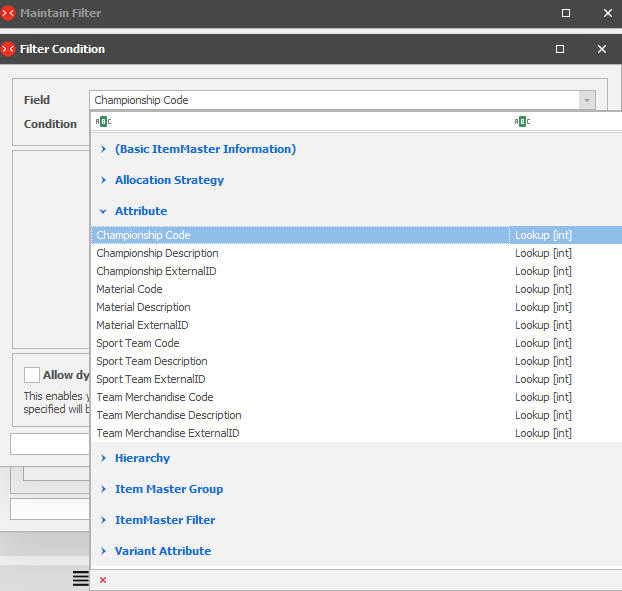 Maintain Filter
Filter Condition
Field
Championship Code
Condition
ABC ABC
(Basic ItemMaster Information)
Allocation Strategy
Attribute
Championship Code Lookup [int]
Championship Description Lookup [int]
Championship ExternalID Lookup [int]
Material Code Lookup [int]
Material Description Lookup [int]
Material ExternalID Lookup [int]
Sport Team Code Lookup [int]
Sport Team Description Lookup [int]
Sport Team ExternalID Lookup [int]
Team Merchandise Code Lookup [int]
Team Merchandise Description Lookup [int]
Team Merchandise ExternalID Lookup [int]
Allow dy
This enables y
specified will b
Hierarchy
Item Master Group
ItemMaster Filter
Variant Attribute